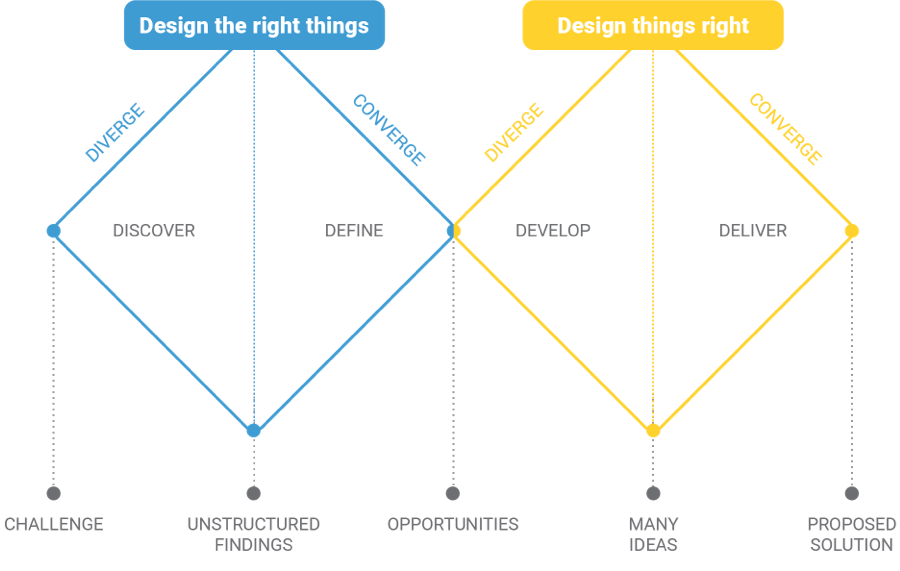 Design the right things
Design things right
DIVERGE
CONVERGE
DIVERGE
CONVERGE
DISCOVER
DEFINE
DEVELOP
DELIVER
CHALLENGE
UNSTRUCTURED
FINDINGS
OPPORTUNITIES
MANY
IDEAS
PROPOSED
SOLUTION